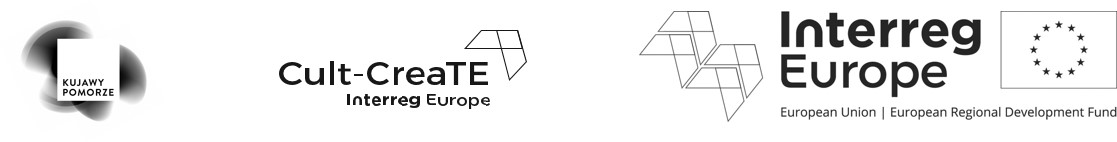 KUJAWY
POMORZE
Cult-CreaTE
Interreg Europe
Interreg
Europe
European Union | European Regional Development Fund